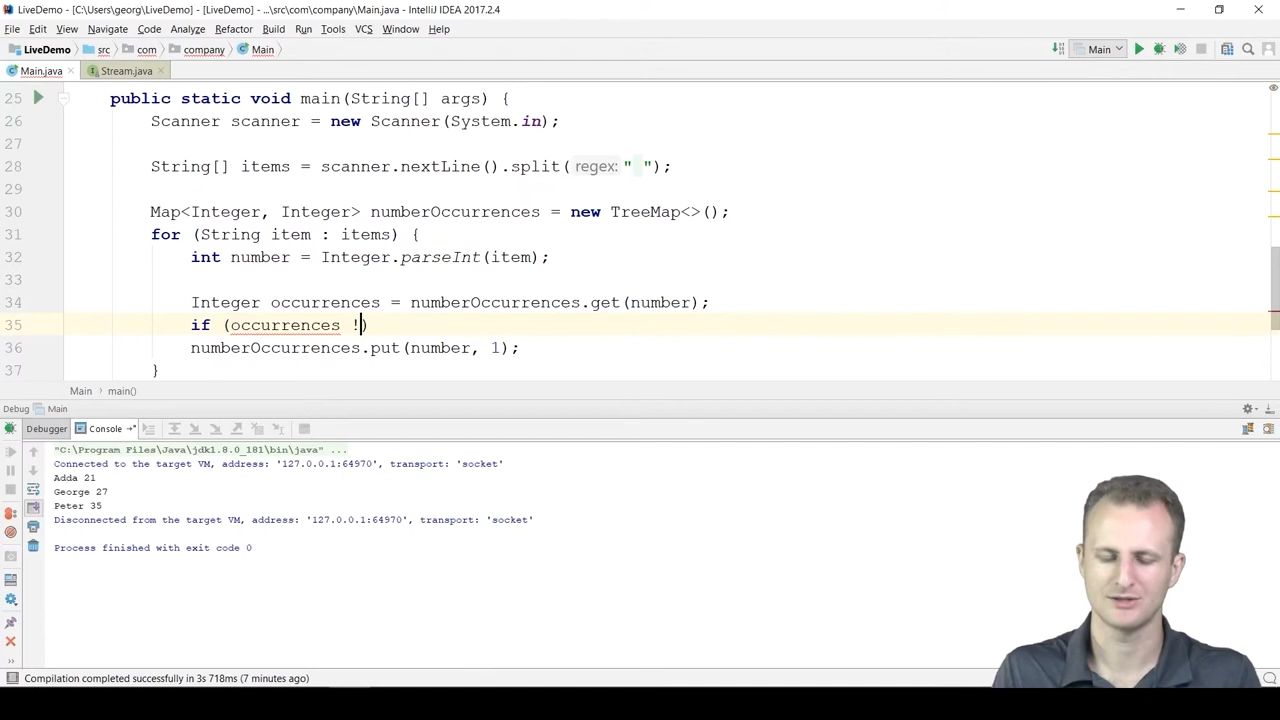 LiveDemo - [C:\Users\georg\LiveDemo] - [LiveDemo] - ...\src\com\company\Main.java - IntelliJ IDEA 2017.2.4
File Edit View Navigate Code Analyze Refactor Build Run Tools VCS Window Help
LiveDemo src com company Main Main
Main.java Stream.java
25 public static void main(String[] args) {
26 Scanner scanner = new Scanner(System.in);
27
28 String[] items = scanner.nextLine().split( regex: " ");
29
30 Map<Integer, Integer> numberOccurrences = new TreeMap<>();
31 for (String item : items) {
32 int number = Integer.parseInt(item);
33
34 Integer occurrences = numberOccurrences.get(number);
35 if (occurrences !)
36 numberOccurrences.put(number, 1);
37 }
Main main()
Debug Main
Debugger Console
"C:\Program Files\Java\jdk1.8.0_181\bin\java" ...
Connected to the target VM, address: '127.0.0.1:64970', transport: 'socket'
Adda 21
George 27
Peter 35
Disconnected from the target VM, address: '127.0.0.1:64970', transport: 'socket'
Process finished with exit code 0
Compilation completed successfully in 3s 718ms (7 minutes ago)